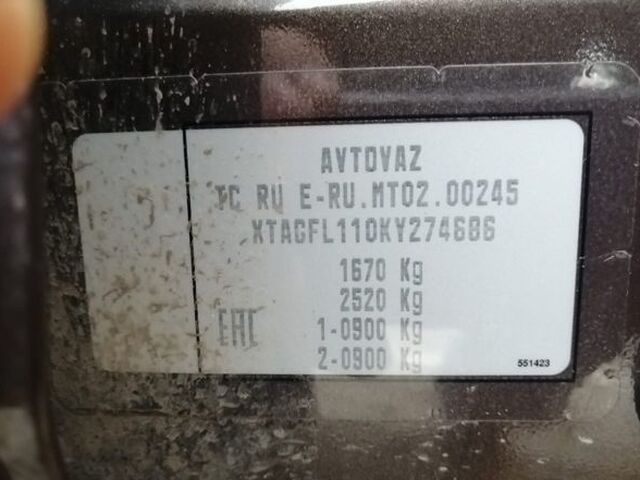 AVTOVAZ
TC RU E-RU.MT02.00245
XTAGFL110KY274686
1670 Kg
2520 Kg
EAC
1-0900 Kg
2-0900 Kg
551423